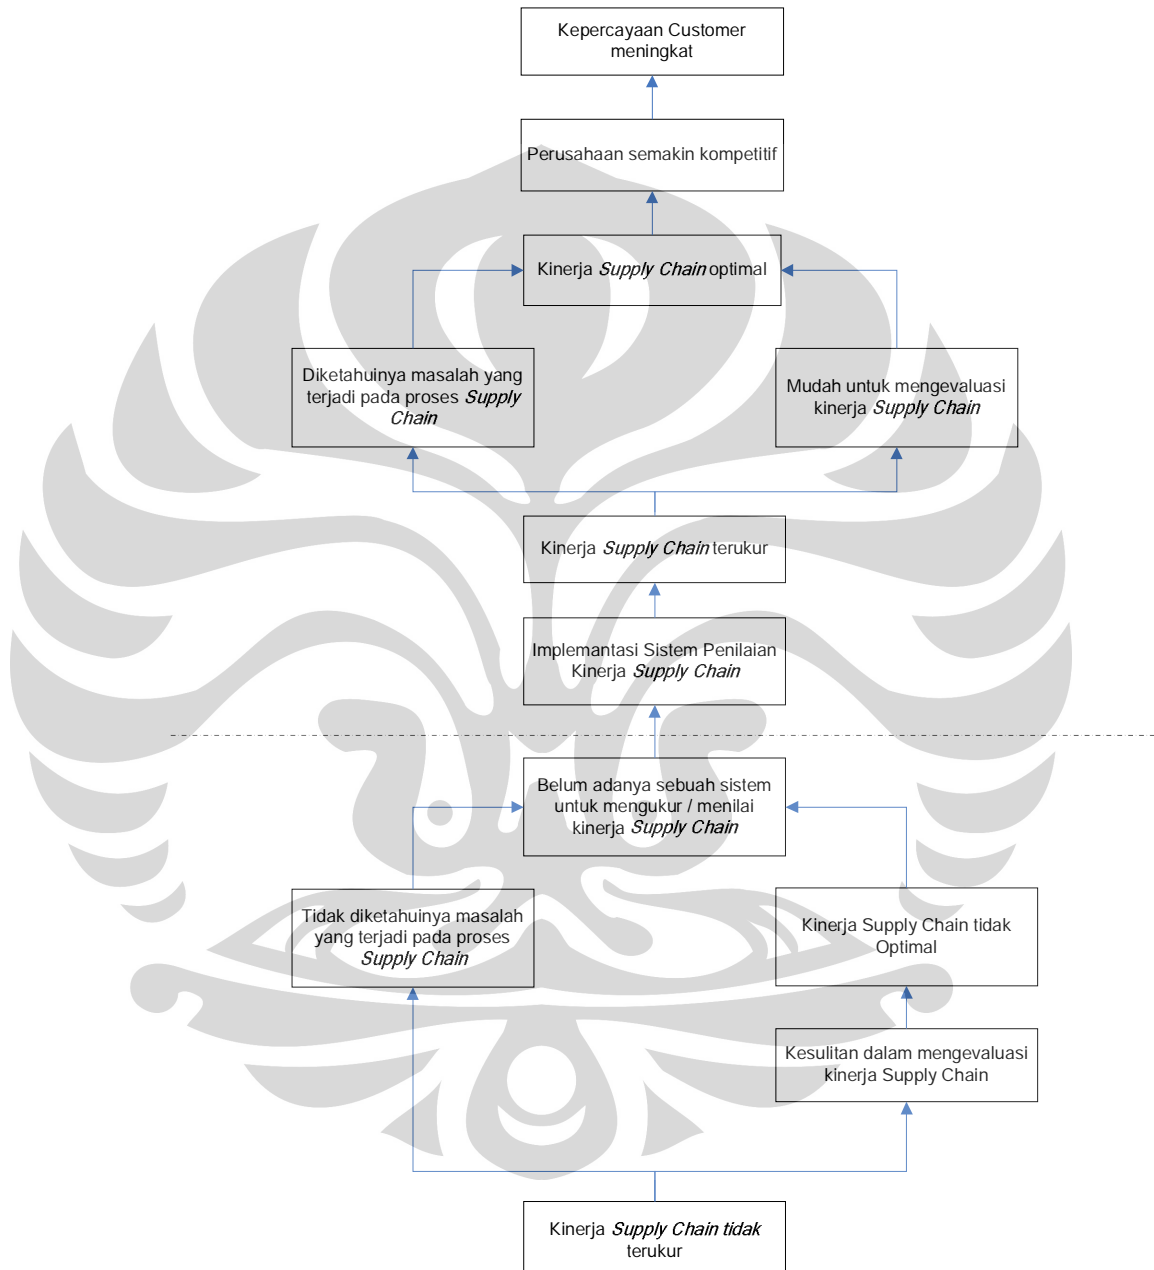 Kepercayaan Customer
meningkat
Perusahaan semakin kompetitif
Kinerja Supply Chain optimal
Diketahuinya masalah yang
terjadi pada proses Supply
Chain
Mudah untuk mengevaluasi
kinerja Supply Chain
Kinerja Supply Chain terukur
Implemantasi Sistem Penilaian
Kinerja Supply Chain
Belum adanya sebuah sistem
untuk mengukur / menilai
kinerja Supply Chain
Tidak diketahuinya masalah
yang terjadi pada proses
Supply Chain
Kinerja Supply Chain tidak
Optimal
Kesulitan dalam mengevaluasi
kinerja Supply Chain
Kinerja Supply Chain tidak
terukur